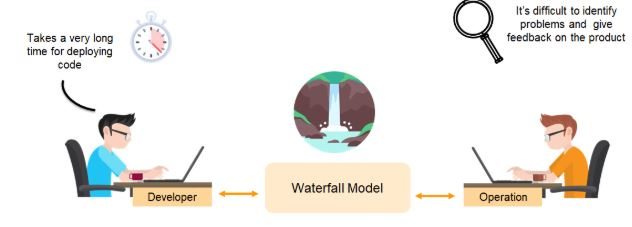 Takes a very long
time for deploying
code
It's difficult to identify
problems and give
feedback on the product
Waterfall Model
Developer
Operation